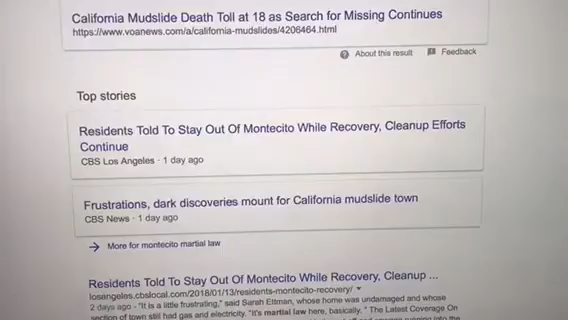 California Mudslide Death Toll at 18 as Search for Missing Continues
https://www.voanews.com/a/california-mudslides/4206464.html
About this result Feedback
Top stories
Residents Told To Stay Out Of Montecito While Recovery, Cleanup Efforts
Continue
CBS Los Angeles · 1 day ago
Frustrations, dark discoveries mount for California mudslide town
CBS News · 1 day ago
More for montecito martial law
Residents Told To Stay Out Of Montecito While Recovery, Cleanup ...
losangeles.cbslocal.com/2018/01/13/residents-montecito-recovery/
2 days ago - "It is a little frustrating," said Sarah Ettman, whose home was undamaged and whose
section of town still had gas and electricity. "It's martial law here, basically. " The Latest Coverage On